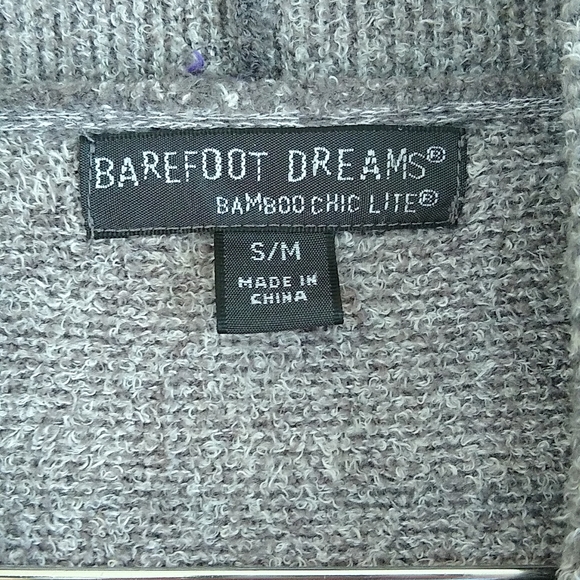 BAREFOOT DREAMS®
BAMBOO CHIC LITE®
S/M
MADE IN
CHINA